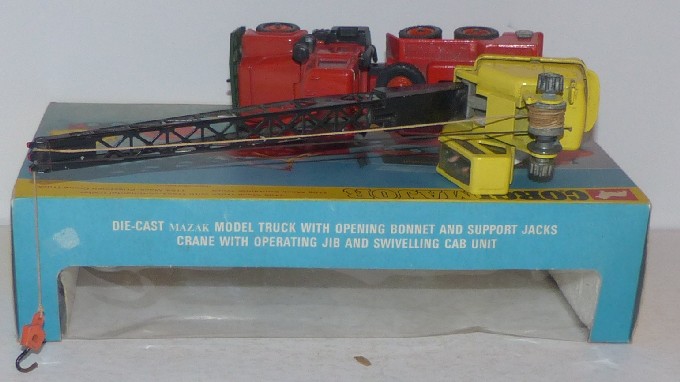 DIE-CAST MAZAK MODEL TRUCK WITH OPENING BONNET AND SUPPORT JACKS
CRANE WITH OPERATING JIB AND SWIVELLING CAB UNIT